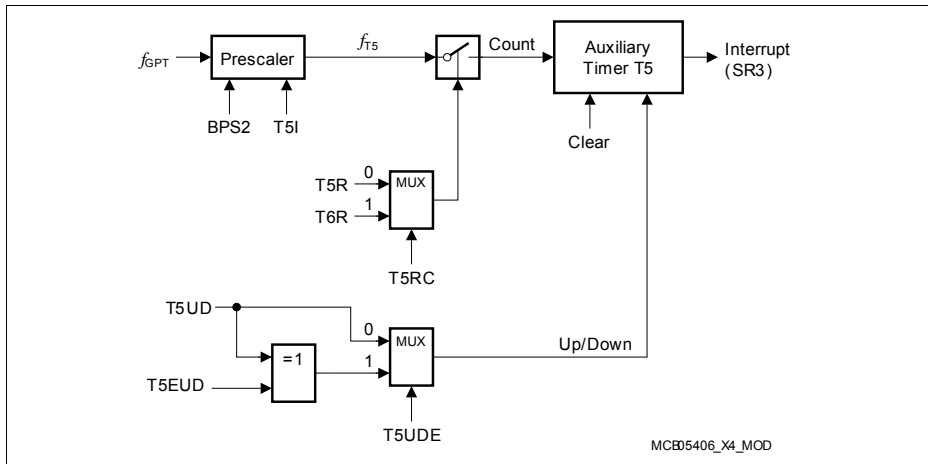 fGPT
Prescaler
fT5
Count
Auxiliary
Timer T5
Interrupt
(SR3)
BPS2
T5I
Clear
T5R
0
MUX
T6R
1
T5RC
T5UD
0
MUX
=1
1
Up/Down
T5EUD
T5UDE
MCB05406_X4_MOD